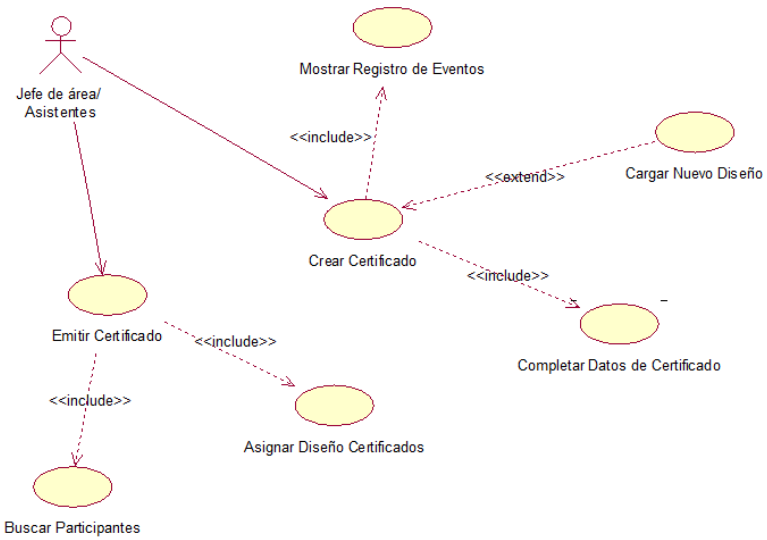 Mostrar Registro de Eventos
Jefe de área/
Asistentes
<<include>>
<<extend>>
Cargar Nuevo Diseño
Crear Certificado
<<include>>
Emitir Certificado
<<include>>
Completar Datos de Certificado
<<include>>
Asignar Diseño Certificados
Buscar Participantes